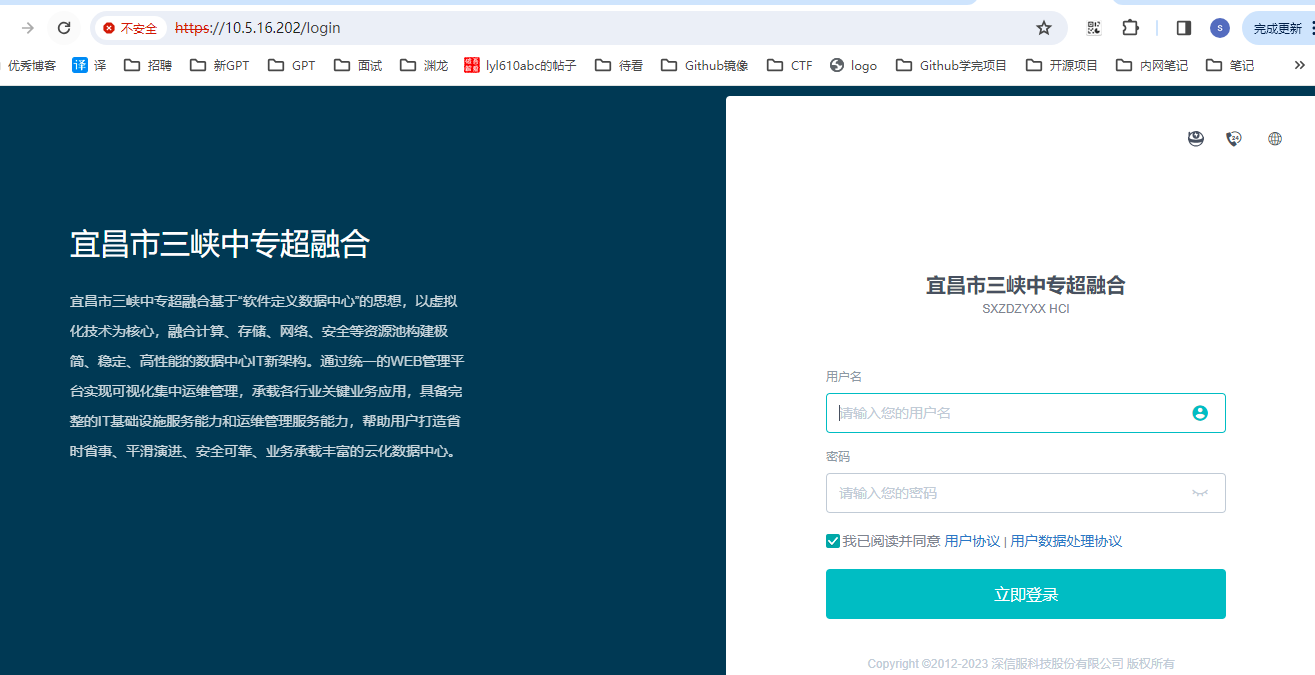 不安全 https://10.5.16.202/login S 完成更新
优秀博客 译 译 招聘 新GPT GPT 面试 渊龙 lyl610abc的帖子 待看 Github镜像 CTF logo Github学完项目 开源项目 内网笔记 笔记
24
宜昌市三峡中专超融合
宜昌市三峡中专超融合基于“软件定义数据中心”的思想，以虚拟
化技术为核心，融合计算、存储、网络、安全等资源池构建极
简、稳定、高性能的数据中心IT新架构。通过统一的WEB管理平
台实现可视化集中运维管理，承载各行业关键业务应用，具备完
整的IT基础设施服务能力和运维管理服务能力，帮助用户打造省
时省事、平滑演进、安全可靠、业务承载丰富的云化数据中心。
宜昌市三峡中专超融合
SXZDZYXX HCI
用户名
请输入您的用户名
密码
请输入您的密码
我已阅读并同意 用户协议 | 用户数据处理协议
立即登录
Copyright ©2012-2023 深信服科技股份有限公司 版权所有